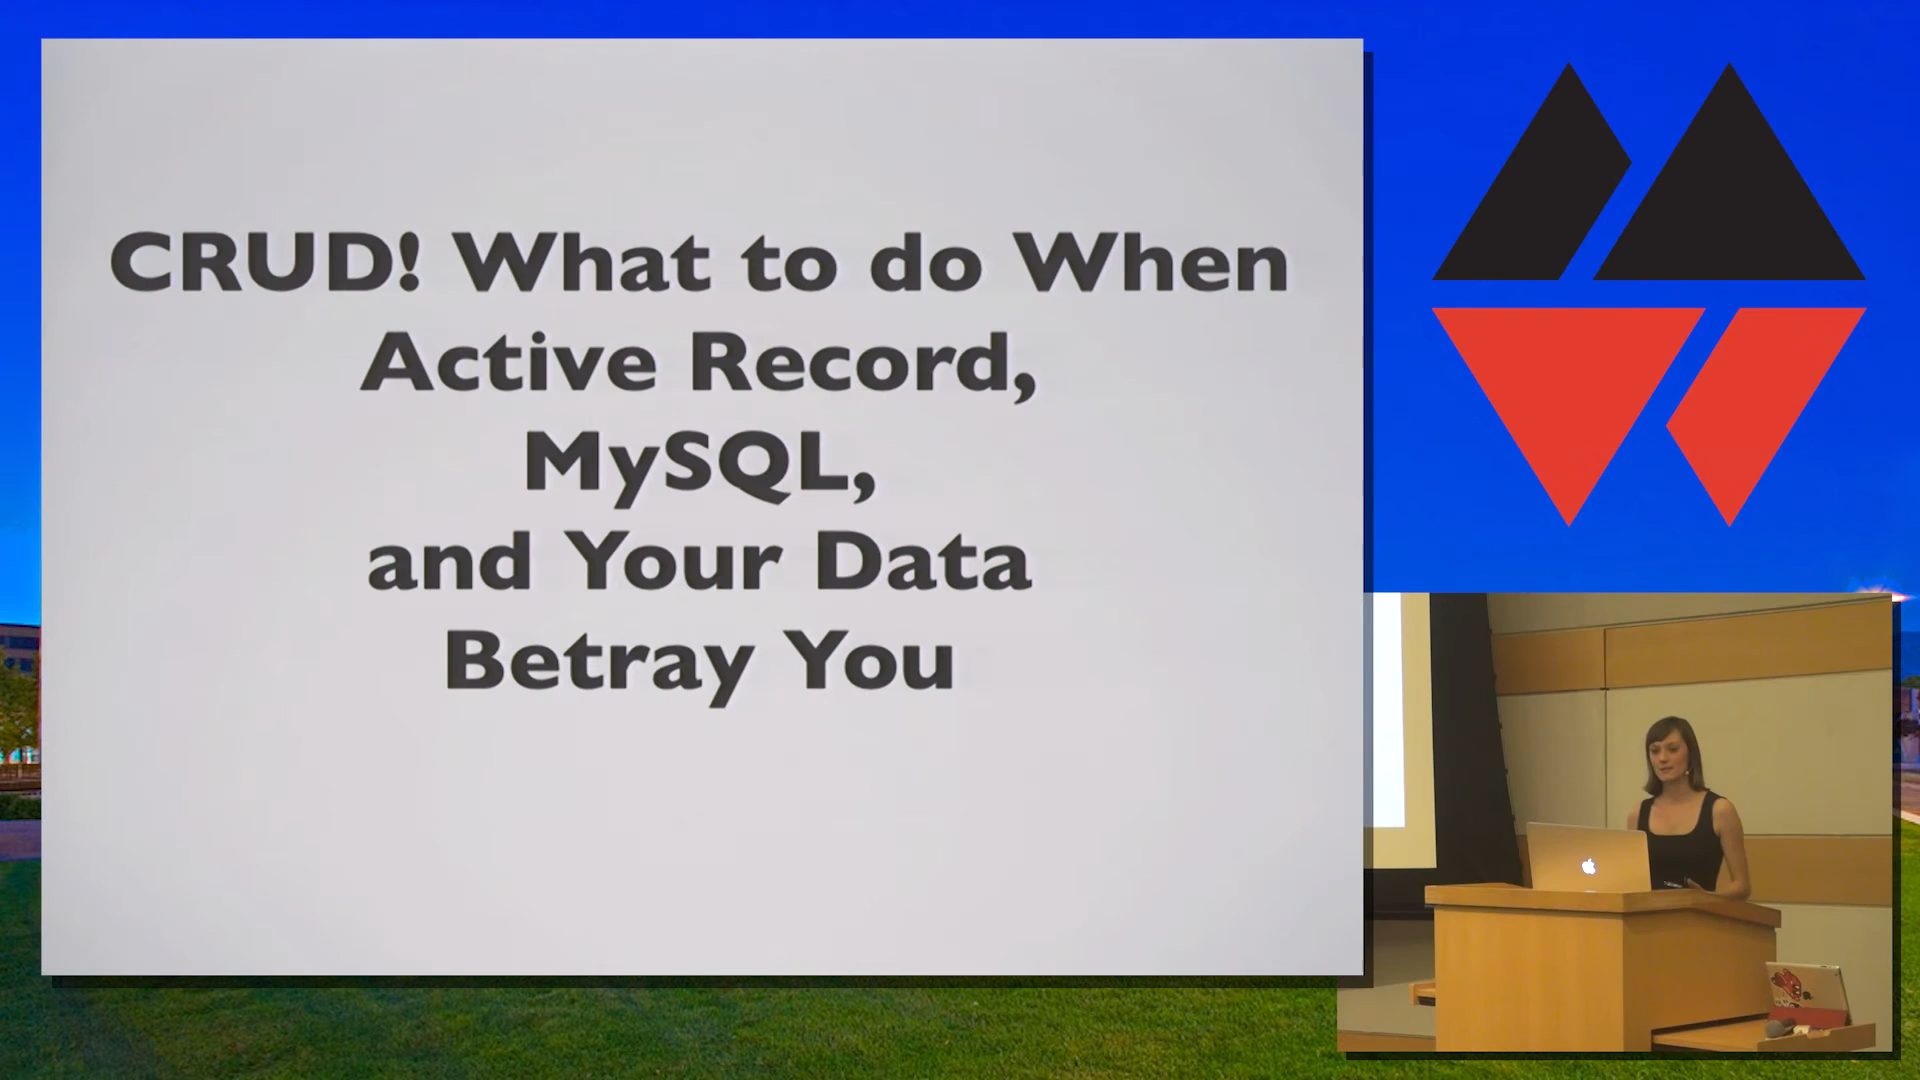 CRUD! What to do When
Active Record,
MySQL,
and Your Data
Betray You